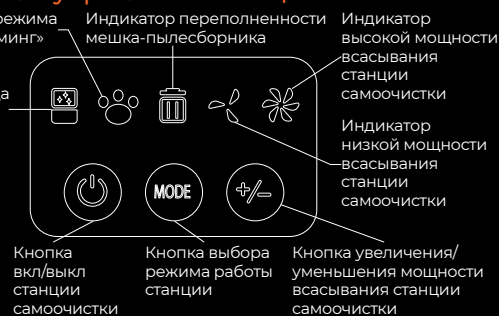 режима
минг»
Индикатор переполненности
мешка-пылесборника
Индикатор
высокой мощности
всасывания
станции
самоочистки
Индикатор
низкой мощности
всасывания
станции
самоочистки
MODE
+/–
Кнопка
вкл/выкл
станции
самоочистки
Кнопка выбора
режима работы
станции
Кнопка увеличения/
уменьшения мощности
всасывания станции
самоочистки